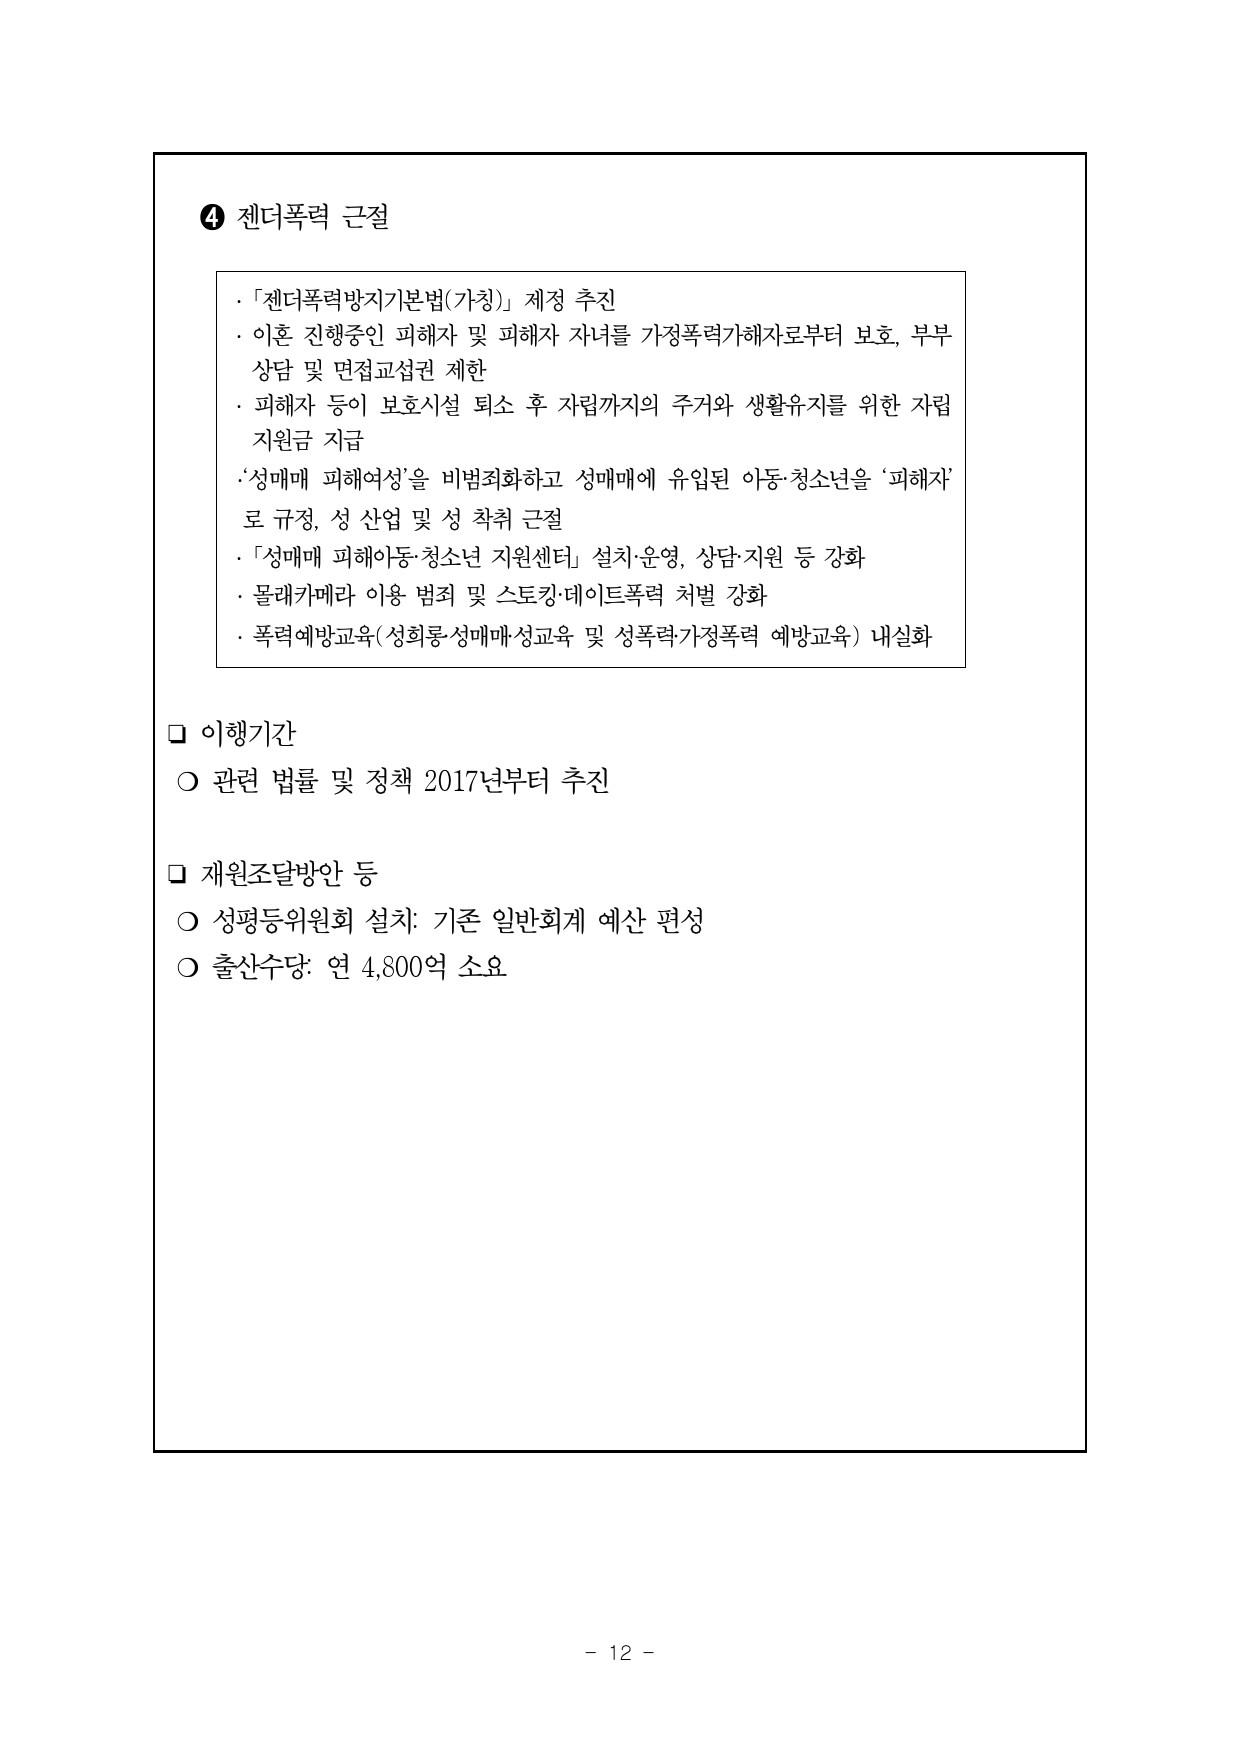 ❹ 젠더폭력 근절
·「젠더폭력방지기본법(가칭)」 제정 추진
· 이혼 진행중인 피해자 및 피해자 자녀를 가정폭력가해자로부터 보호, 부부
상담 및 면접교섭권 제한
· 피해자 등이 보호시설 퇴소 후 자립까지의 주거와 생활유지를 위한 자립
지원금 지급
·‘성매매 피해여성’을 비범죄화하고 성매매에 유입된 아동·청소년을 ‘피해자’
로 규정, 성 산업 및 성 착취 근절
·「성매매 피해아동·청소년 지원센터」 설치·운영, 상담·지원 등 강화
· 몰래카메라 이용 범죄 및 스토킹·데이트폭력 처벌 강화
· 폭력예방교육(성희롱·성매매·성교육 및 성폭력·가정폭력 예방교육) 내실화
❏ 이행기간
❍ 관련 법률 및 정책 2017년부터 추진
❏ 재원조달방안 등
❍ 성평등위원회 설치: 기존 일반회계 예산 편성
❍ 출산수당: 연 4,800억 소요
- 12 -